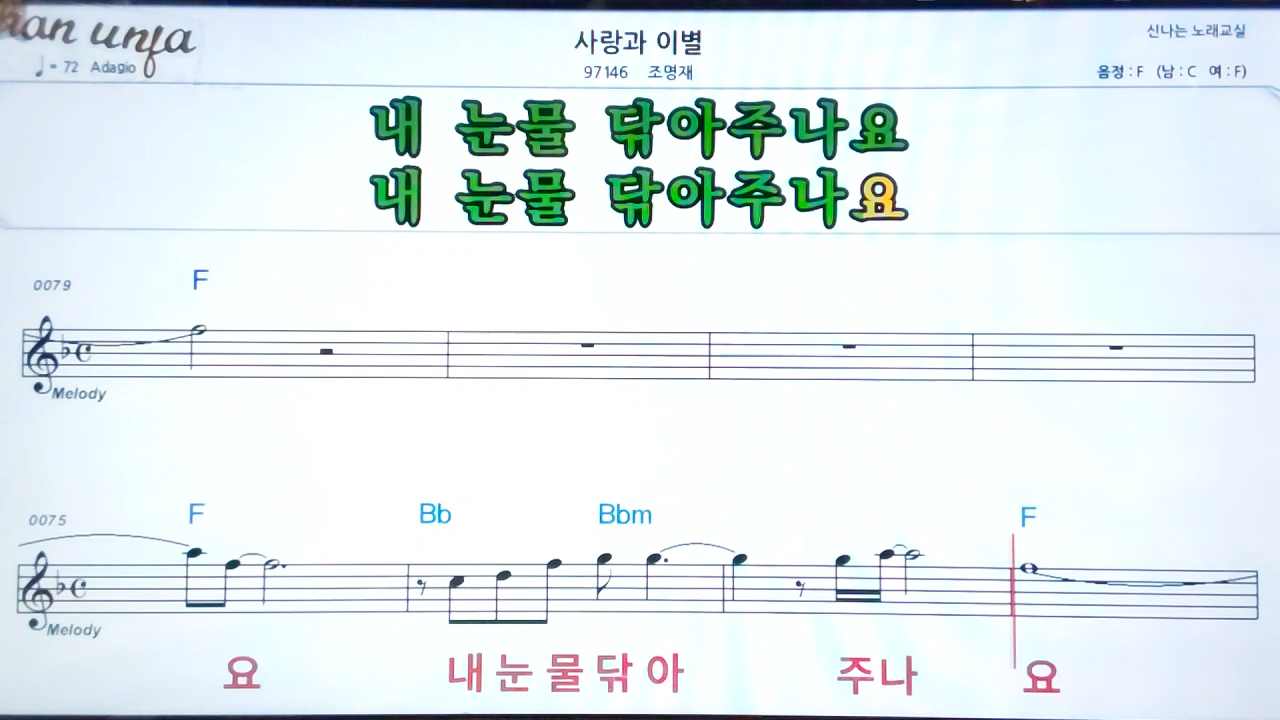 an unja
사랑과 이별
신나는 노래교실
♩= 72 Adagio
97146 조명재
음정 : F (남 : C 여 : F)
내 눈물 닦아주나요
내 눈물 닦아주나요
0079
F
Melody
0075
F Bb Bbm F
Melody
요 내 눈 물 닦 아 주 나 요